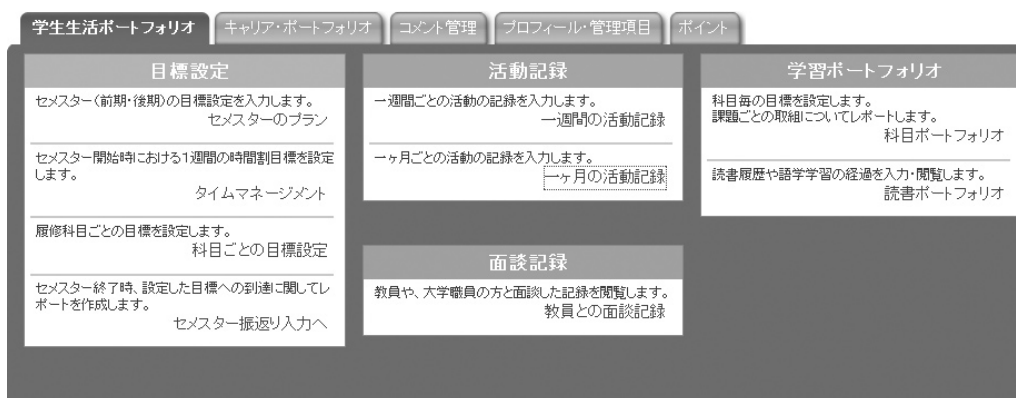 学生生活ポートフォリオ
キャリア・ポートフォリオ
コメント管理
プロフィール・管理項目
ポイント
目標設定
セメスター(前期・後期)の目標設定を入力します。
セメスターのプラン
セメスター開始時における1週間の時間割目標を設定
します。
タイムマネージメント
履修科目ごとの目標を設定します。
科目ごとの目標設定
セメスター終了時、設定した目標への到達に関してレ
ポートを作成します。
セメスター振返り入力へ
活動記録
一週間ごとの活動の記録を入力します。
一週間の活動記録
一ヶ月ごとの活動の記録を入力します。
一ヶ月の活動記録
面談記録
教員や、大学職員の方と面談した記録を閲覧します。
教員との面談記録
学習ポートフォリオ
科目毎の目標を設定します。
課題ごとの取組についてレポートします。
科目ポートフォリオ
読書履歴や語学学習の経過を入力・閲覧します。
読書ポートフォリオ